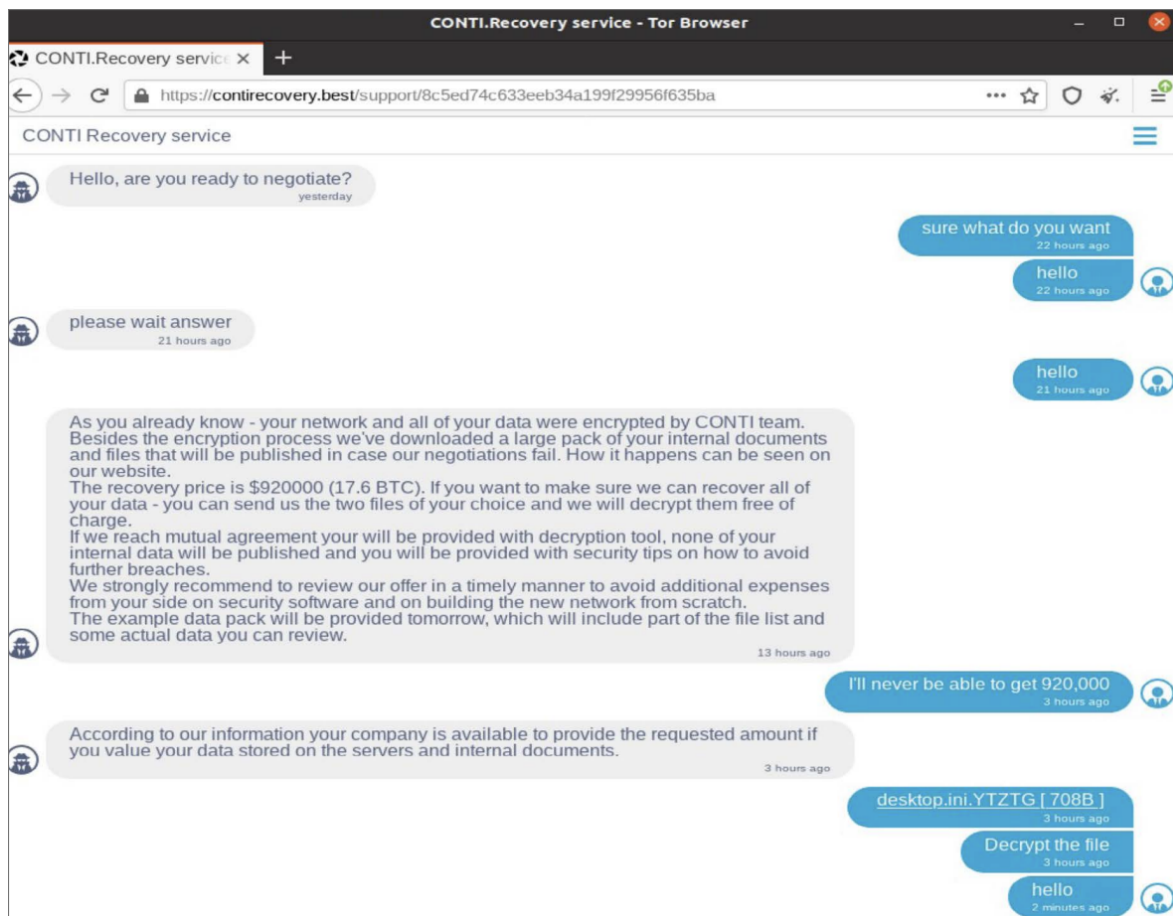 CONTI.Recovery service - Tor Browser
CONTI.Recovery service
https://contirecovery.best/support/8c5ed74c633eeb34a199f29956f635ba
CONTI Recovery service
Hello, are you ready to negotiate?
yesterday
sure what do you want
22 hours ago
hello
22 hours ago
please wait answer
21 hours ago
hello
21 hours ago
As you already know - your network and all of your data were encrypted by CONTI team.
Besides the encryption process we've downloaded a large pack of your internal documents
and files that will be published in case our negotiations fail. How it happens can be seen on
our website.
The recovery price is $920000 (17.6 BTC). If you want to make sure we can recover all of
your data - you can send us the two files of your choice and we will decrypt them free of
charge.
If we reach mutual agreement your will be provided with decryption tool, none of your
internal data will be published and you will be provided with security tips on how to avoid
further breaches.
We strongly recommend to review our offer in a timely manner to avoid additional expenses
from your side on security software and on building the new network from scratch.
The example data pack will be provided tomorrow, which will include part of the file list and
some actual data you can review.
13 hours ago
I'll never be able to get 920,000
3 hours ago
According to our information your company is available to provide the requested amount if
you value your data stored on the servers and internal documents.
3 hours ago
desktop.ini.YTZTG [ 708B ]
3 hours ago
Decrypt the file
3 hours ago
hello
2 minutes ago